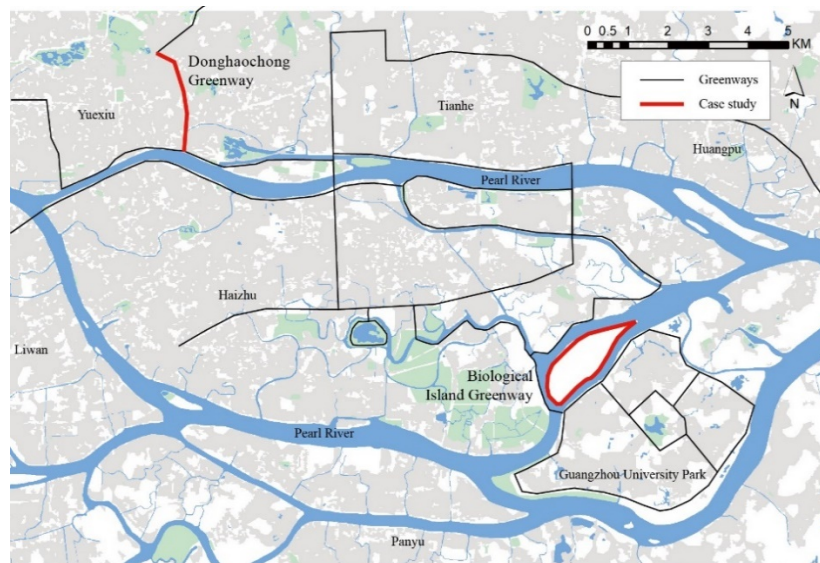 Donghaochong
Greenway
0 0.5 1 2 3 4 5
KM
Greenways
Case study
N
Yuexiu
Tianhe
Huangpu
Pearl River
Haizhu
Liwan
Biological
Island Greenway
Pearl River
Guangzhou University Park
Panyu